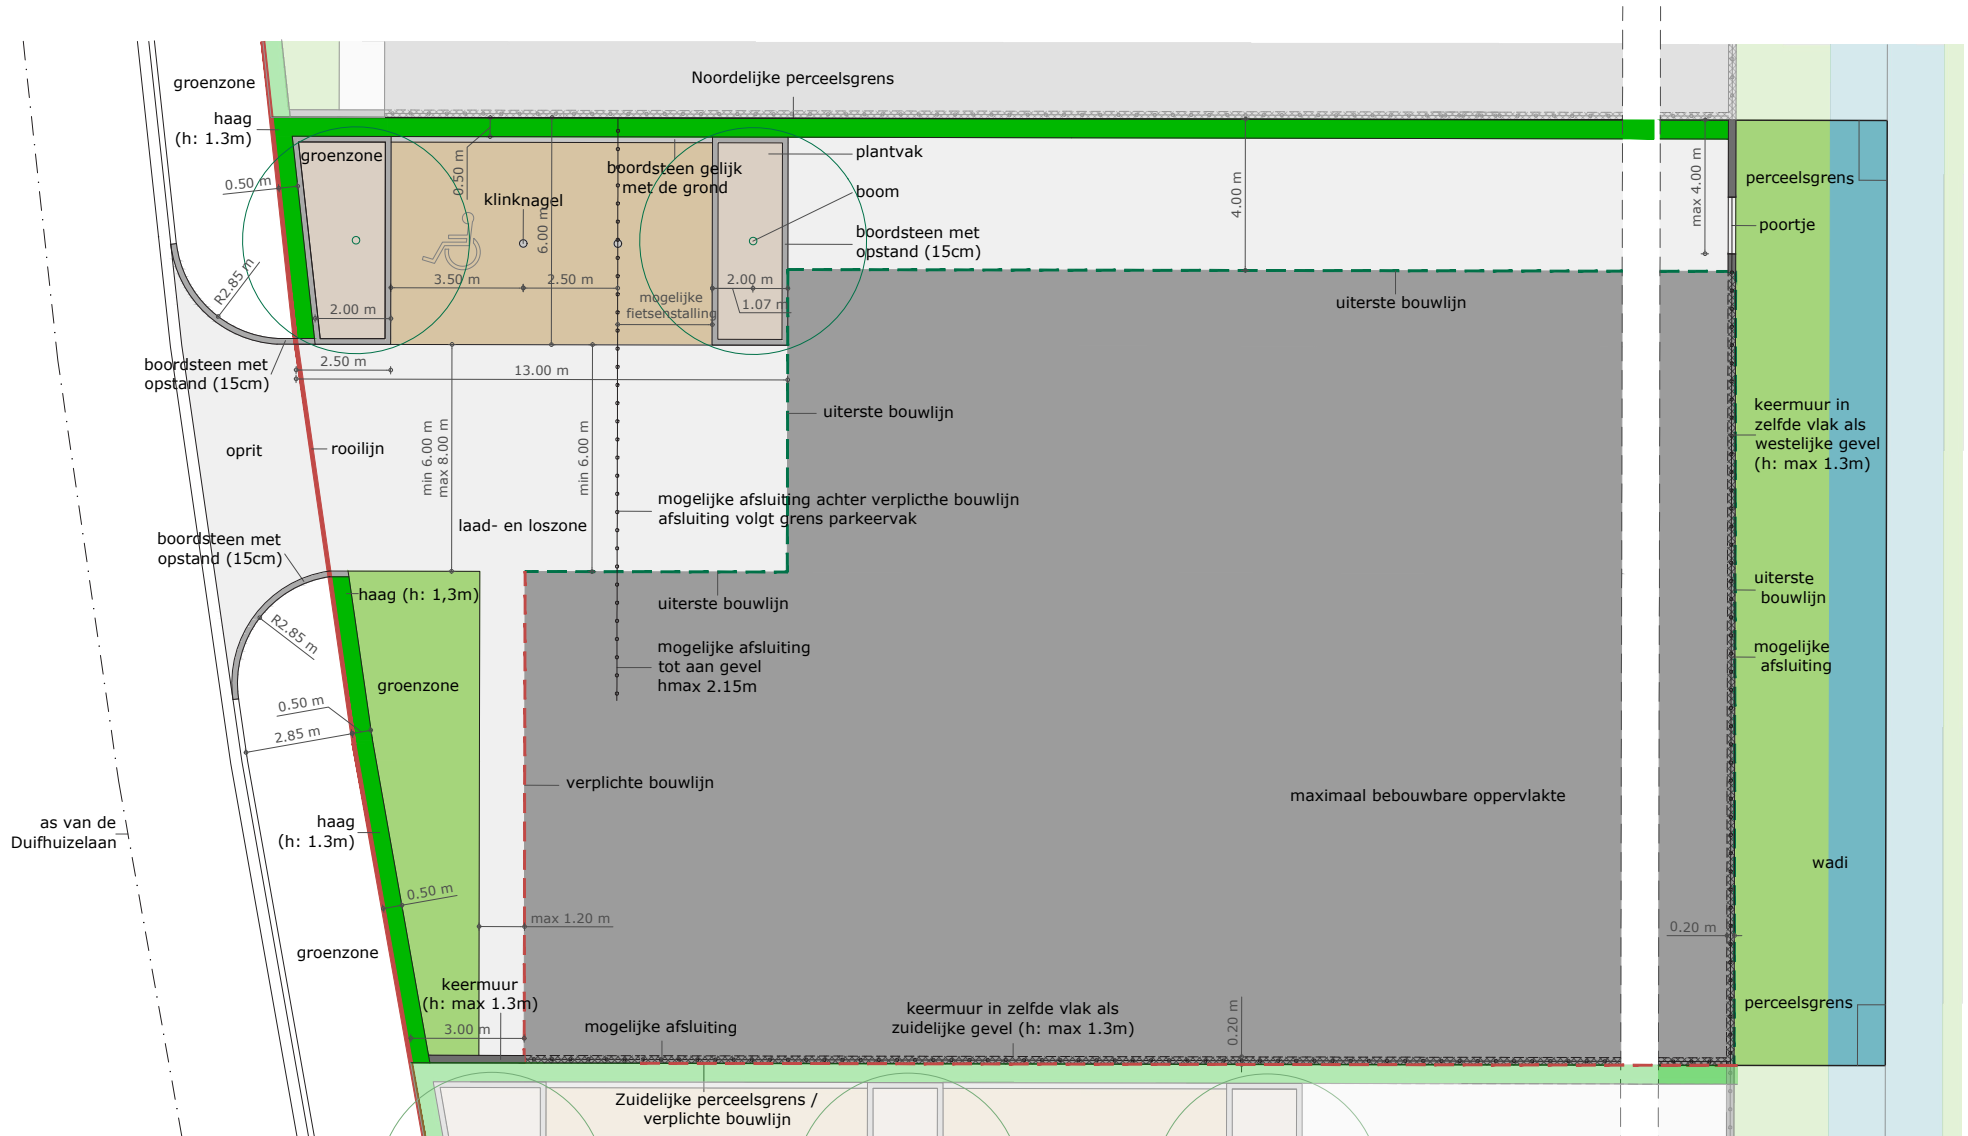 Noordelijke perceelsgrens
groenzone
haag
(h: 1.3m)
groenzone
0.50 m
0.50 m
klinknagel
6.00 m
boordsteen gelijk
met de grond
plantvak
boom
boordsteen met
opstand (15cm)
4.00 m
max 4.00 m
perceelsgrens
poortje
R2.85 m
3.50 m
2.50 m
2.00 m
1.07 m
mogelijke
fietsenstalling
2.00 m
uiterste bouwlijn
boordsteen met
opstand (15cm)
2.50 m
13.00 m
uiterste bouwlijn
keermuur in
zelfde vlak als
westelijke gevel
(h: max 1.3m)
oprit
rooilijn
min 6.00 m
max 8.00 m
min 6.00 m
mogelijke afsluiting achter verplicthe bouwlijn
afsluiting volgt grens parkeervak
laad- en loszone
boordsteen met
opstand (15cm)
haag (h: 1,3m)
uiterste bouwlijn
uiterste
bouwlijn
R2.85 m
mogelijke afsluiting
tot aan gevel
hmax 2.15m
mogelijke
afsluiting
groenzone
0.50 m
2.85 m
verplichte bouwlijn
maximaal bebouwbare oppervlakte
as van de
Duifhuizelaan
haag
(h: 1.3m)
wadi
0.50 m
max 1.20 m
0.20 m
groenzone
keermuur
(h: max 1.3m)
3.00 m
mogelijke afsluiting
keermuur in zelfde vlak als
zuidelijke gevel (h: max 1.3m)
0.20 m
perceelsgrens
Zuidelijke perceelsgrens /
verplichte bouwlijn